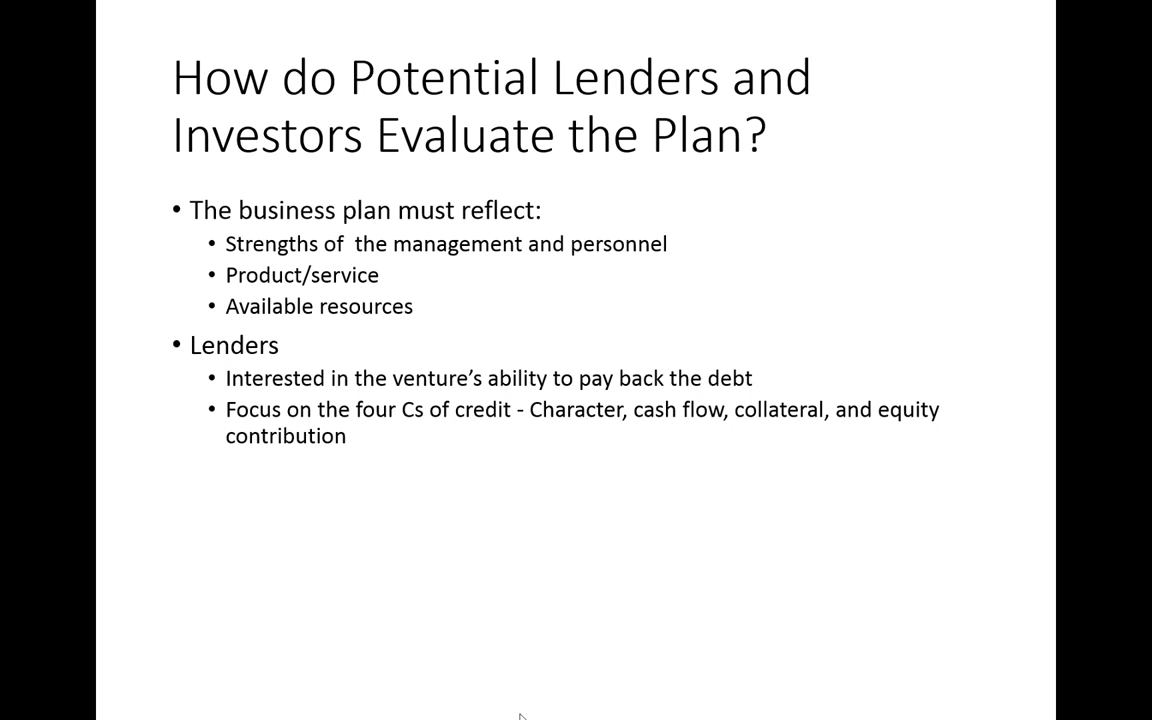 How do Potential Lenders and
Investors Evaluate the Plan?
• The business plan must reflect:
• Strengths of  the management and personnel
• Product/service
• Available resources
• Lenders
• Interested in the venture’s ability to pay back the debt
• Focus on the four Cs of credit - Character, cash flow, collateral, and equity
contribution